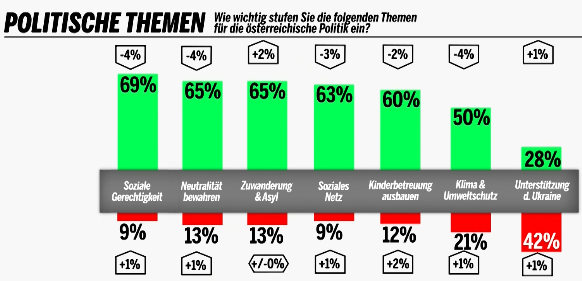 POLITISCHE THEMEN
Wie wichtig stufen Sie die folgenden Themen
für die österreichische Politik ein?
-4% -4% +2% -3% -2% -4% +1%
69% 65% 65% 63% 60% 50% 28%
Soziale Neutralität Zuwanderung Soziales Kinderbetreuung Klima & Unterstützung
Gerechtigkeit bewahren & Asyl Netz ausbauen Umweltschutz d. Ukraine
9% 13% 13% 9% 12% 21% 42%
+1% +1% +/-0% +1% +2% +1% +1%